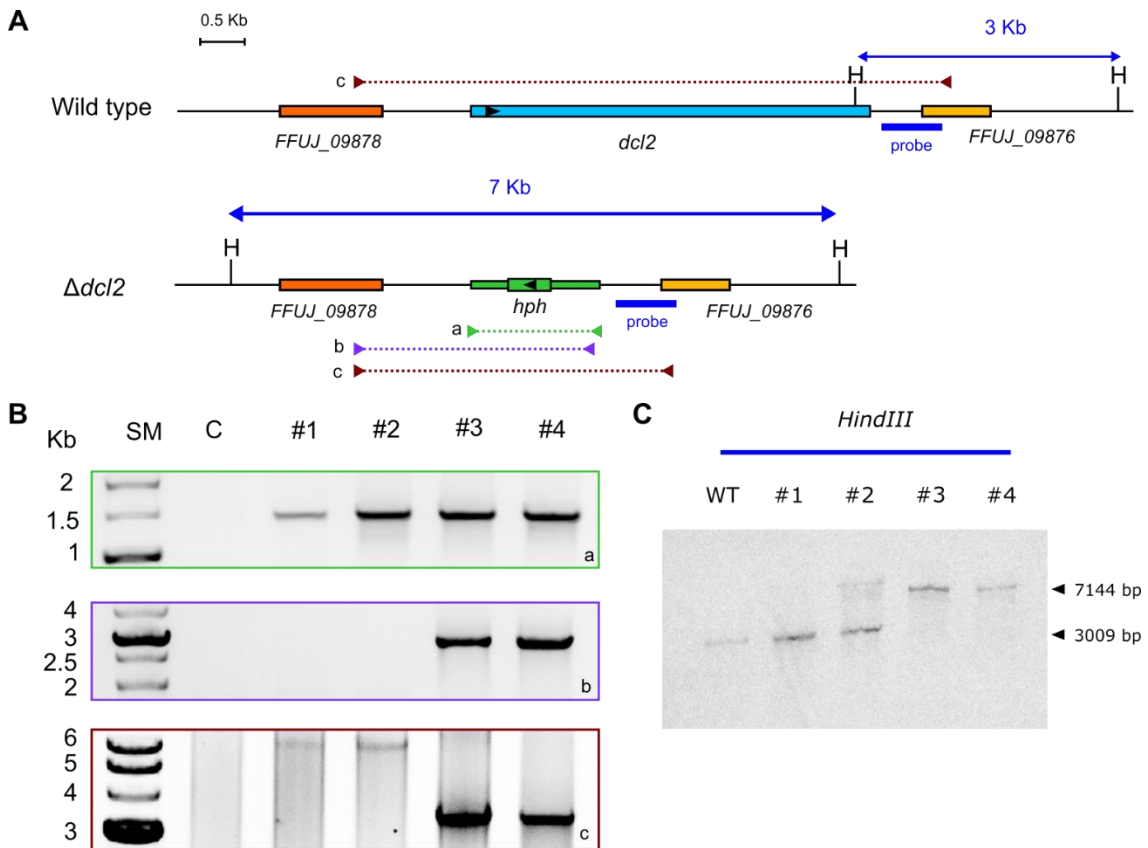 A
0.5 Kb
3 Kb
c
H H
Wild type
FFUJ_09878 dcl2 FFUJ_09876
probe
7 Kb
H H
Δdcl2
FFUJ_09878 hph FFUJ_09876
probe
a
b
c
B
Kb SM C #1 #2 #3 #4
2
1.5
1
a
4
3
2.5
2
b
6
5
4
3
c
C
HindIII
WT #1 #2 #3 #4
7144 bp
3009 bp